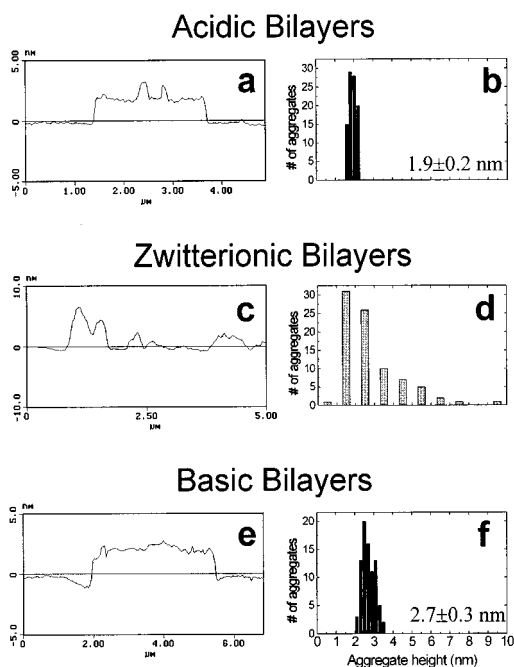 Acidic Bilayers
nM
5.00
0
-5.00
0
1.00
2.00
3.00
4.00
μM
a
# of aggregates
30
25
20
15
10
5
0
b
1.9±0.2 nm
Zwitterionic Bilayers
nM
10.0
0
-10.0
0
2.50
5.00
μM
c
# of aggregates
30
25
20
15
10
5
0
d
Basic Bilayers
nM
5.0
0
-5.0
0
2.00
4.00
6.00
μM
e
# of aggregates
20
15
10
5
0
f
2.7±0.3 nm
0 1 2 3 4 5 6 7 8 9 10
Aggregate height (nm)